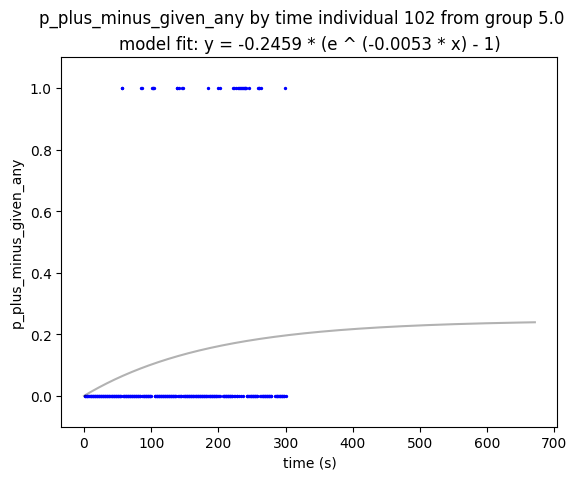 p_plus_minus_given_any by time individual 102 from group 5.0
model fit: y = -0.2459 * (e ^ (-0.0053 * x) - 1)
1.0
0.8
0.6
0.4
0.2
0.0
p_plus_minus_given_any
0 100 200 300 400 500 600 700
time (s)